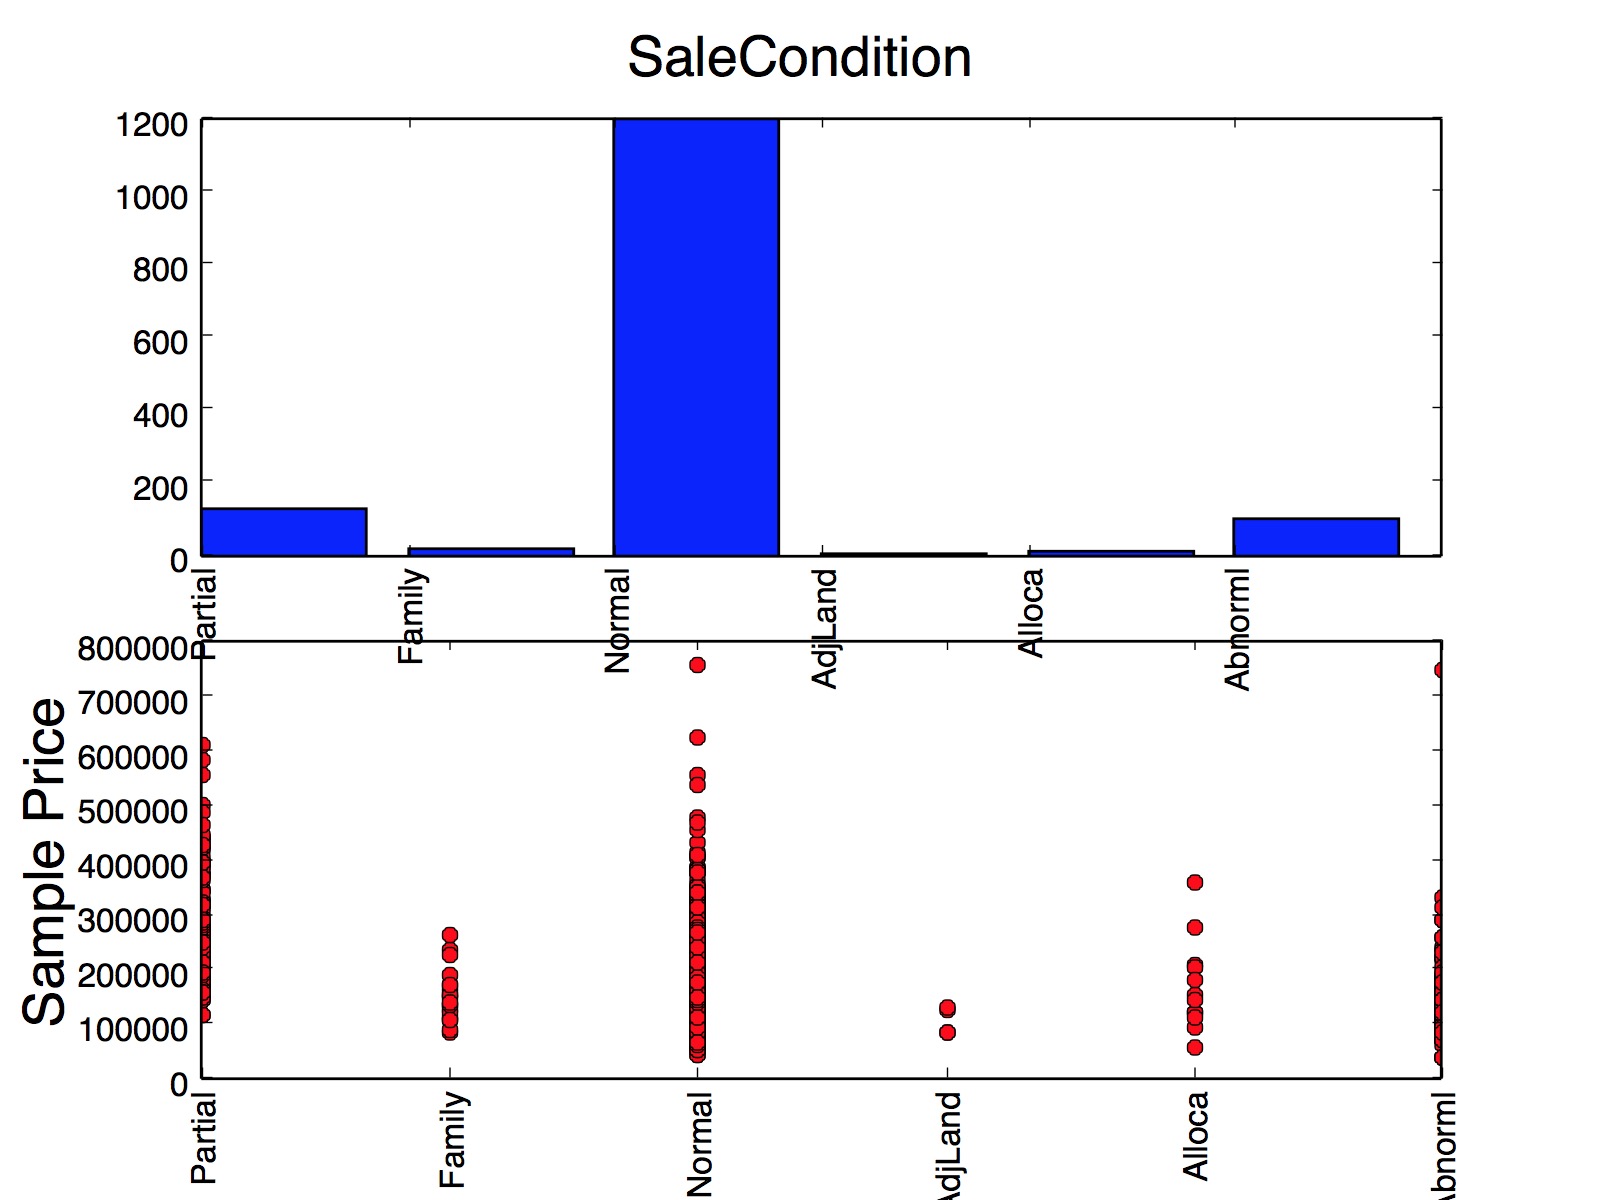 SaleCondition
1200
1000
800
600
400
200
0
Partial
Family
Normal
AdjLand
Alloca
Abnorml
Sample Price
800000
700000
600000
500000
400000
300000
200000
100000
0
Partial
Family
Normal
AdjLand
Alloca
Abnorml